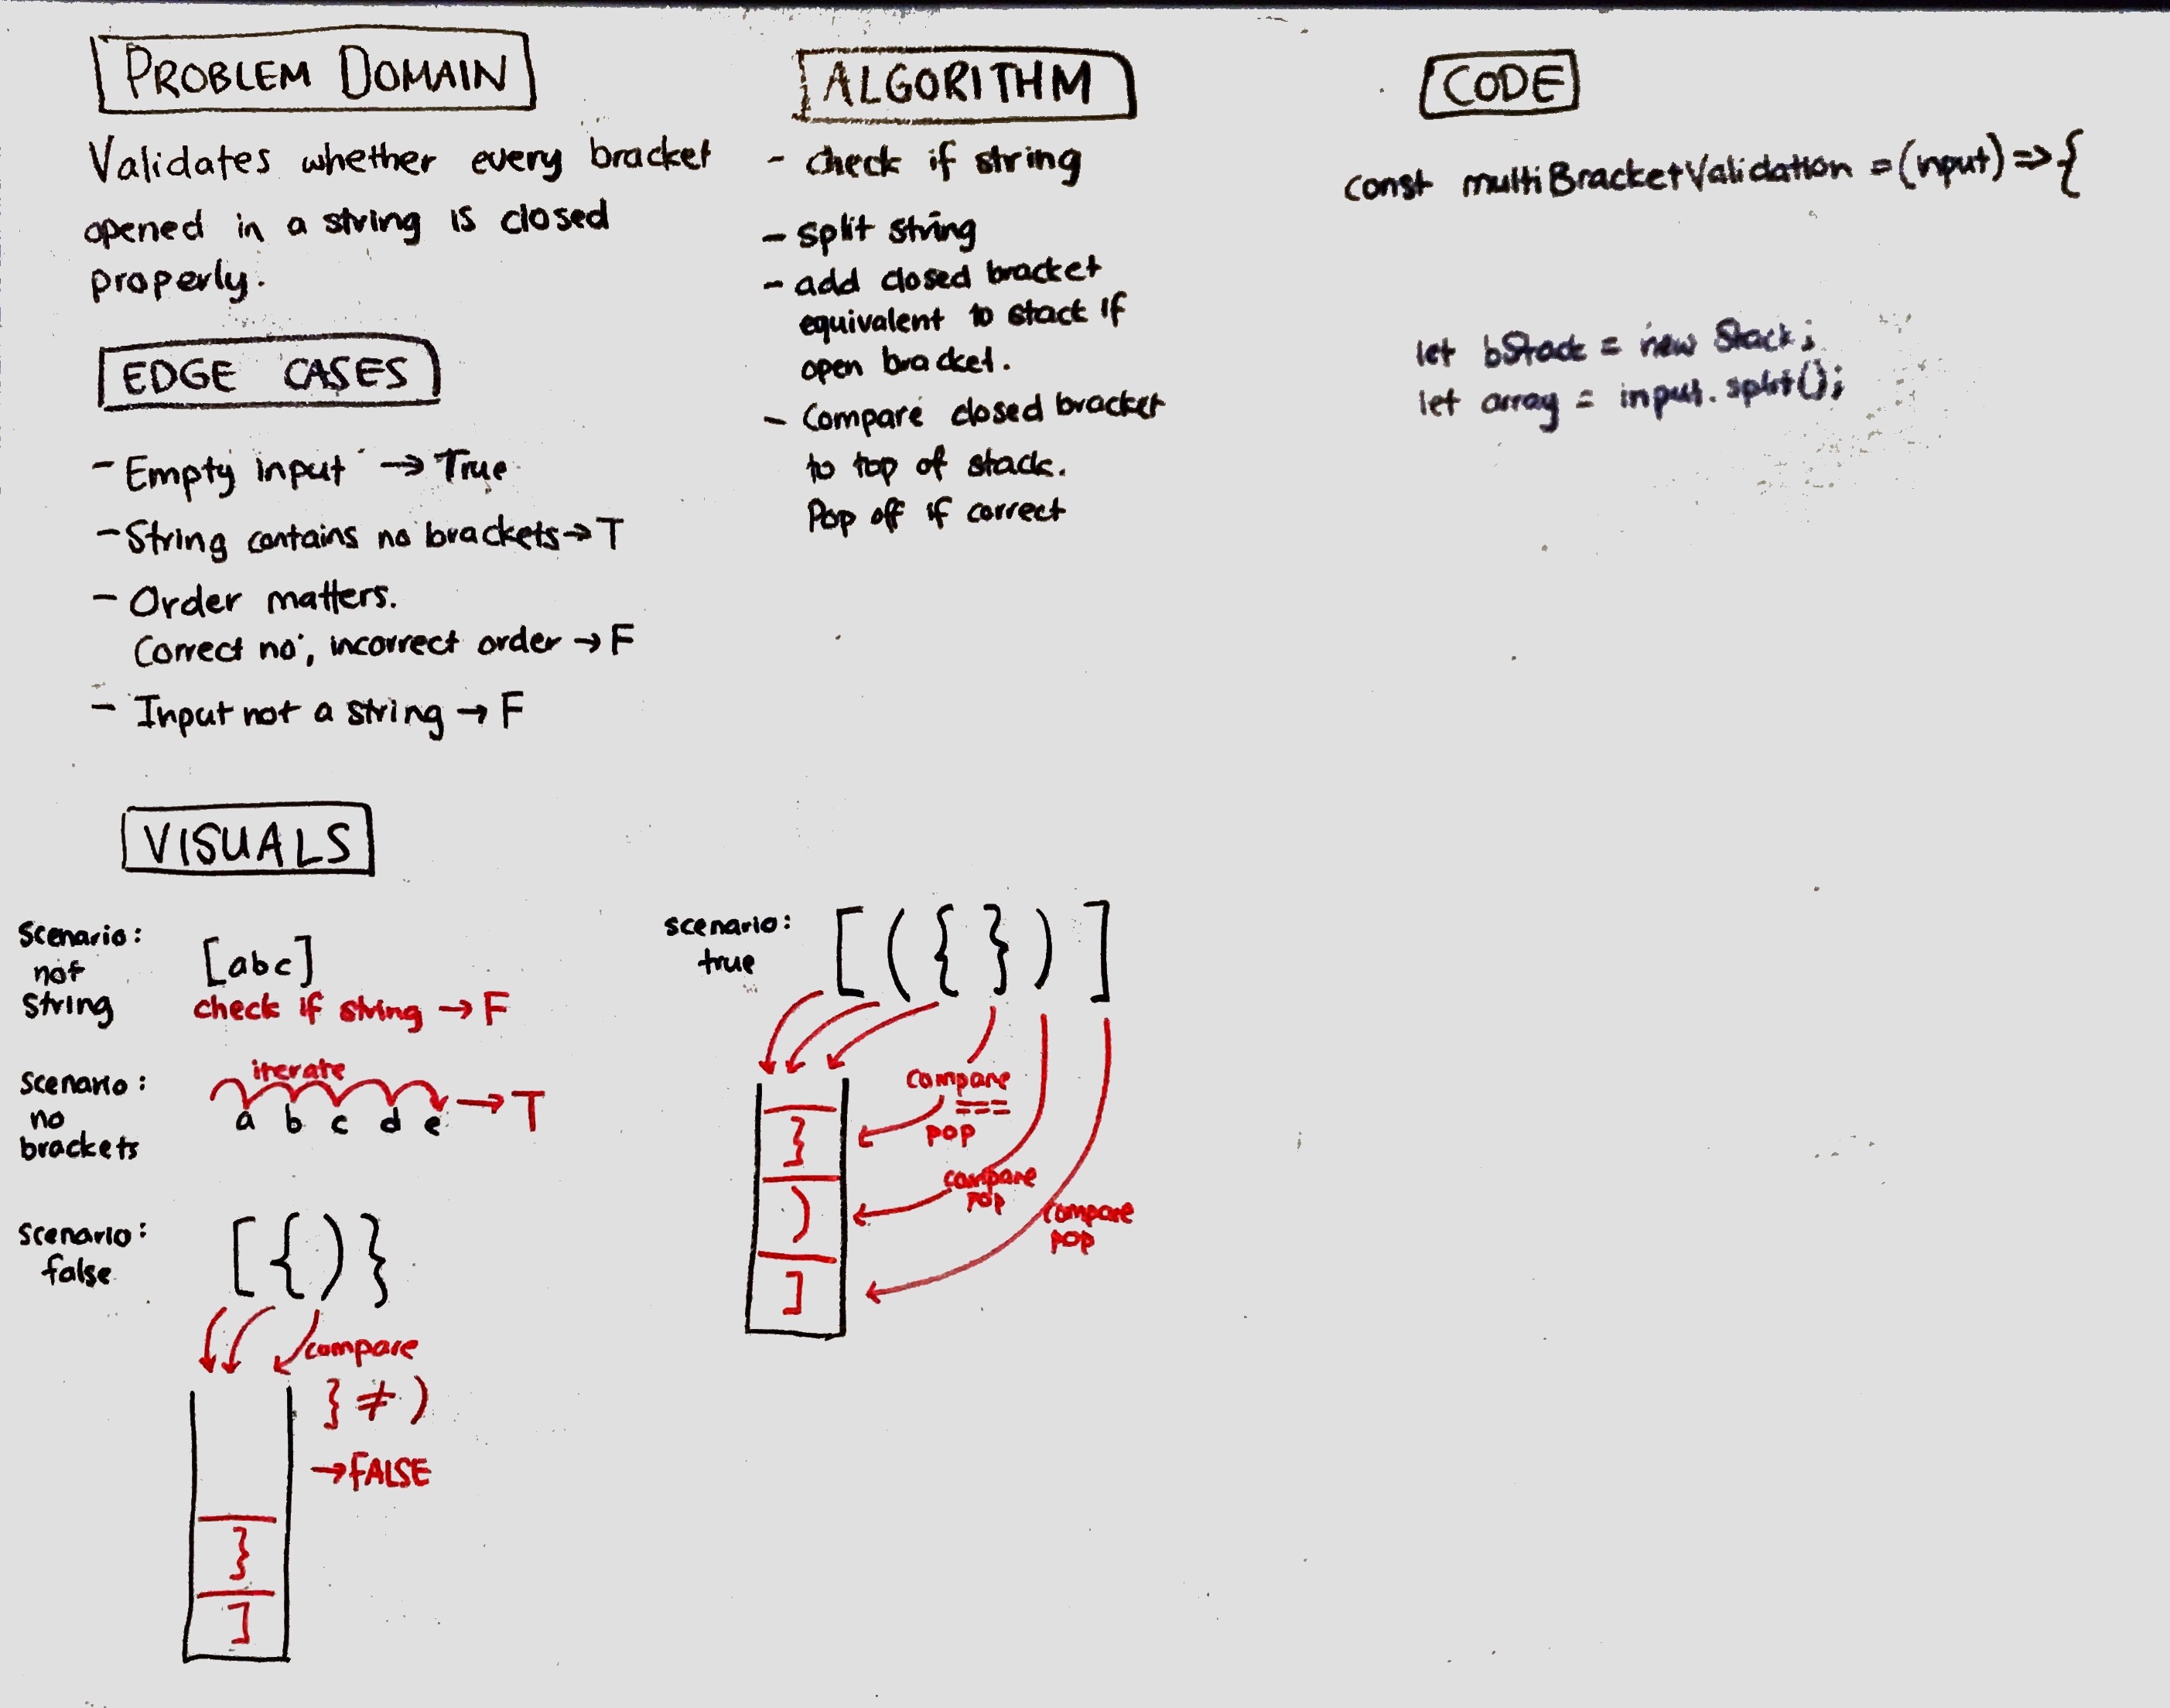 PROBLEM DOMAIN
Validates whether every bracket
opened in a string is closed
properly.
EDGE CASES
- Empty input → True
- String contains no brackets → T
- Order matters.
Correct no., incorrect order → F
- Input not a string → F
ALGORITHM
- check if string
- split string
- add closed bracket
equivalent to stack if
open bracket.
- Compare closed bracket
to top of stack.
Pop off if correct
CODE
const multiBracketValidation = (input) => {
let bStack = new Stack;
let array = input.split();
VISUALS
scenario:
not
string
[abc]
check if string → F
scenario:
no
brackets
iterate
a b c d e → T
scenario:
false
[ { ) }
compare
} ≠ )
→ FALSE
}
]
scenario:
true
[ ( { } ) ]
compare
===
pop
}
compare
pop
)
compare
pop
]